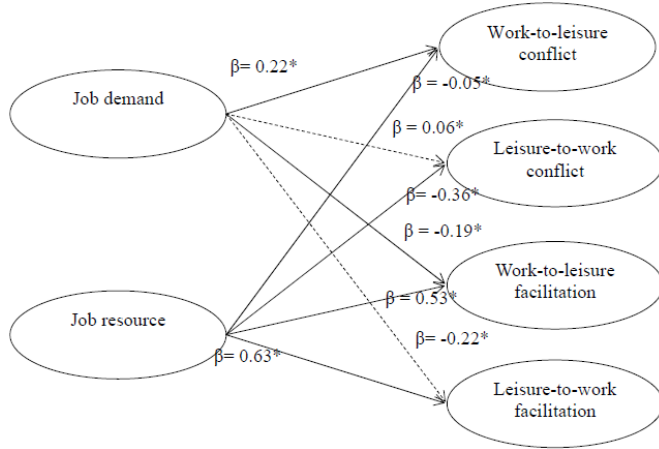 Work-to-leisure
conflict
β= 0.22*
β = -0.05*
Job demand
β = 0.06*
Leisure-to-work
conflict
β= -0.36*
β = -0.19*
Work-to-leisure
facilitation
β = 0.53*
Job resource
β= -0.22*
β= 0.63*
Leisure-to-work
facilitation